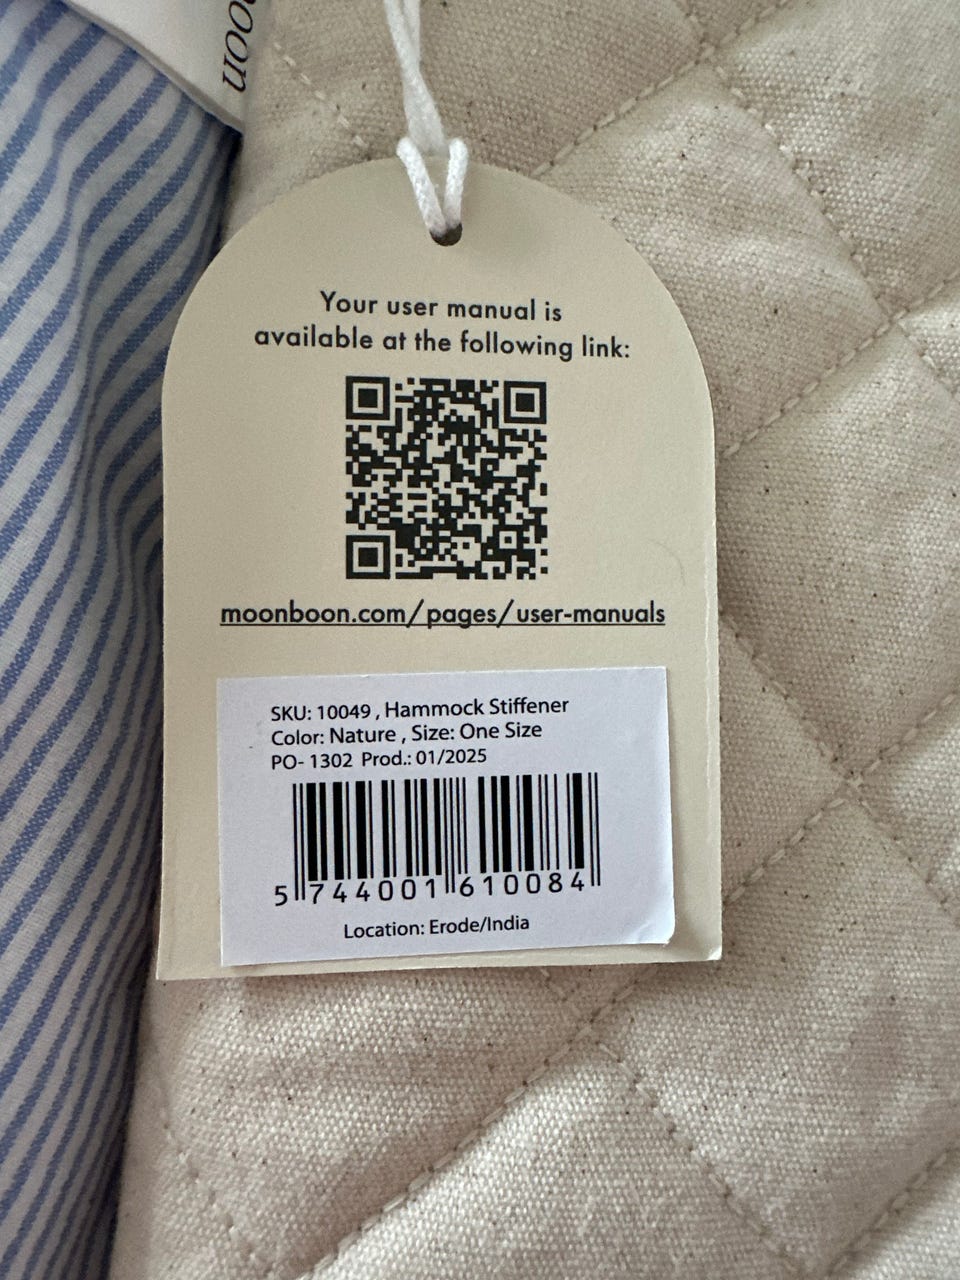 Your user manual is
available at the following link:
moonboon.com/pages/user-manuals
SKU: 10049 , Hammock Stiffener
Color: Nature , Size: One Size
PO- 1302 Prod.: 01/2025
5 744001 610084
Location: Erode/India